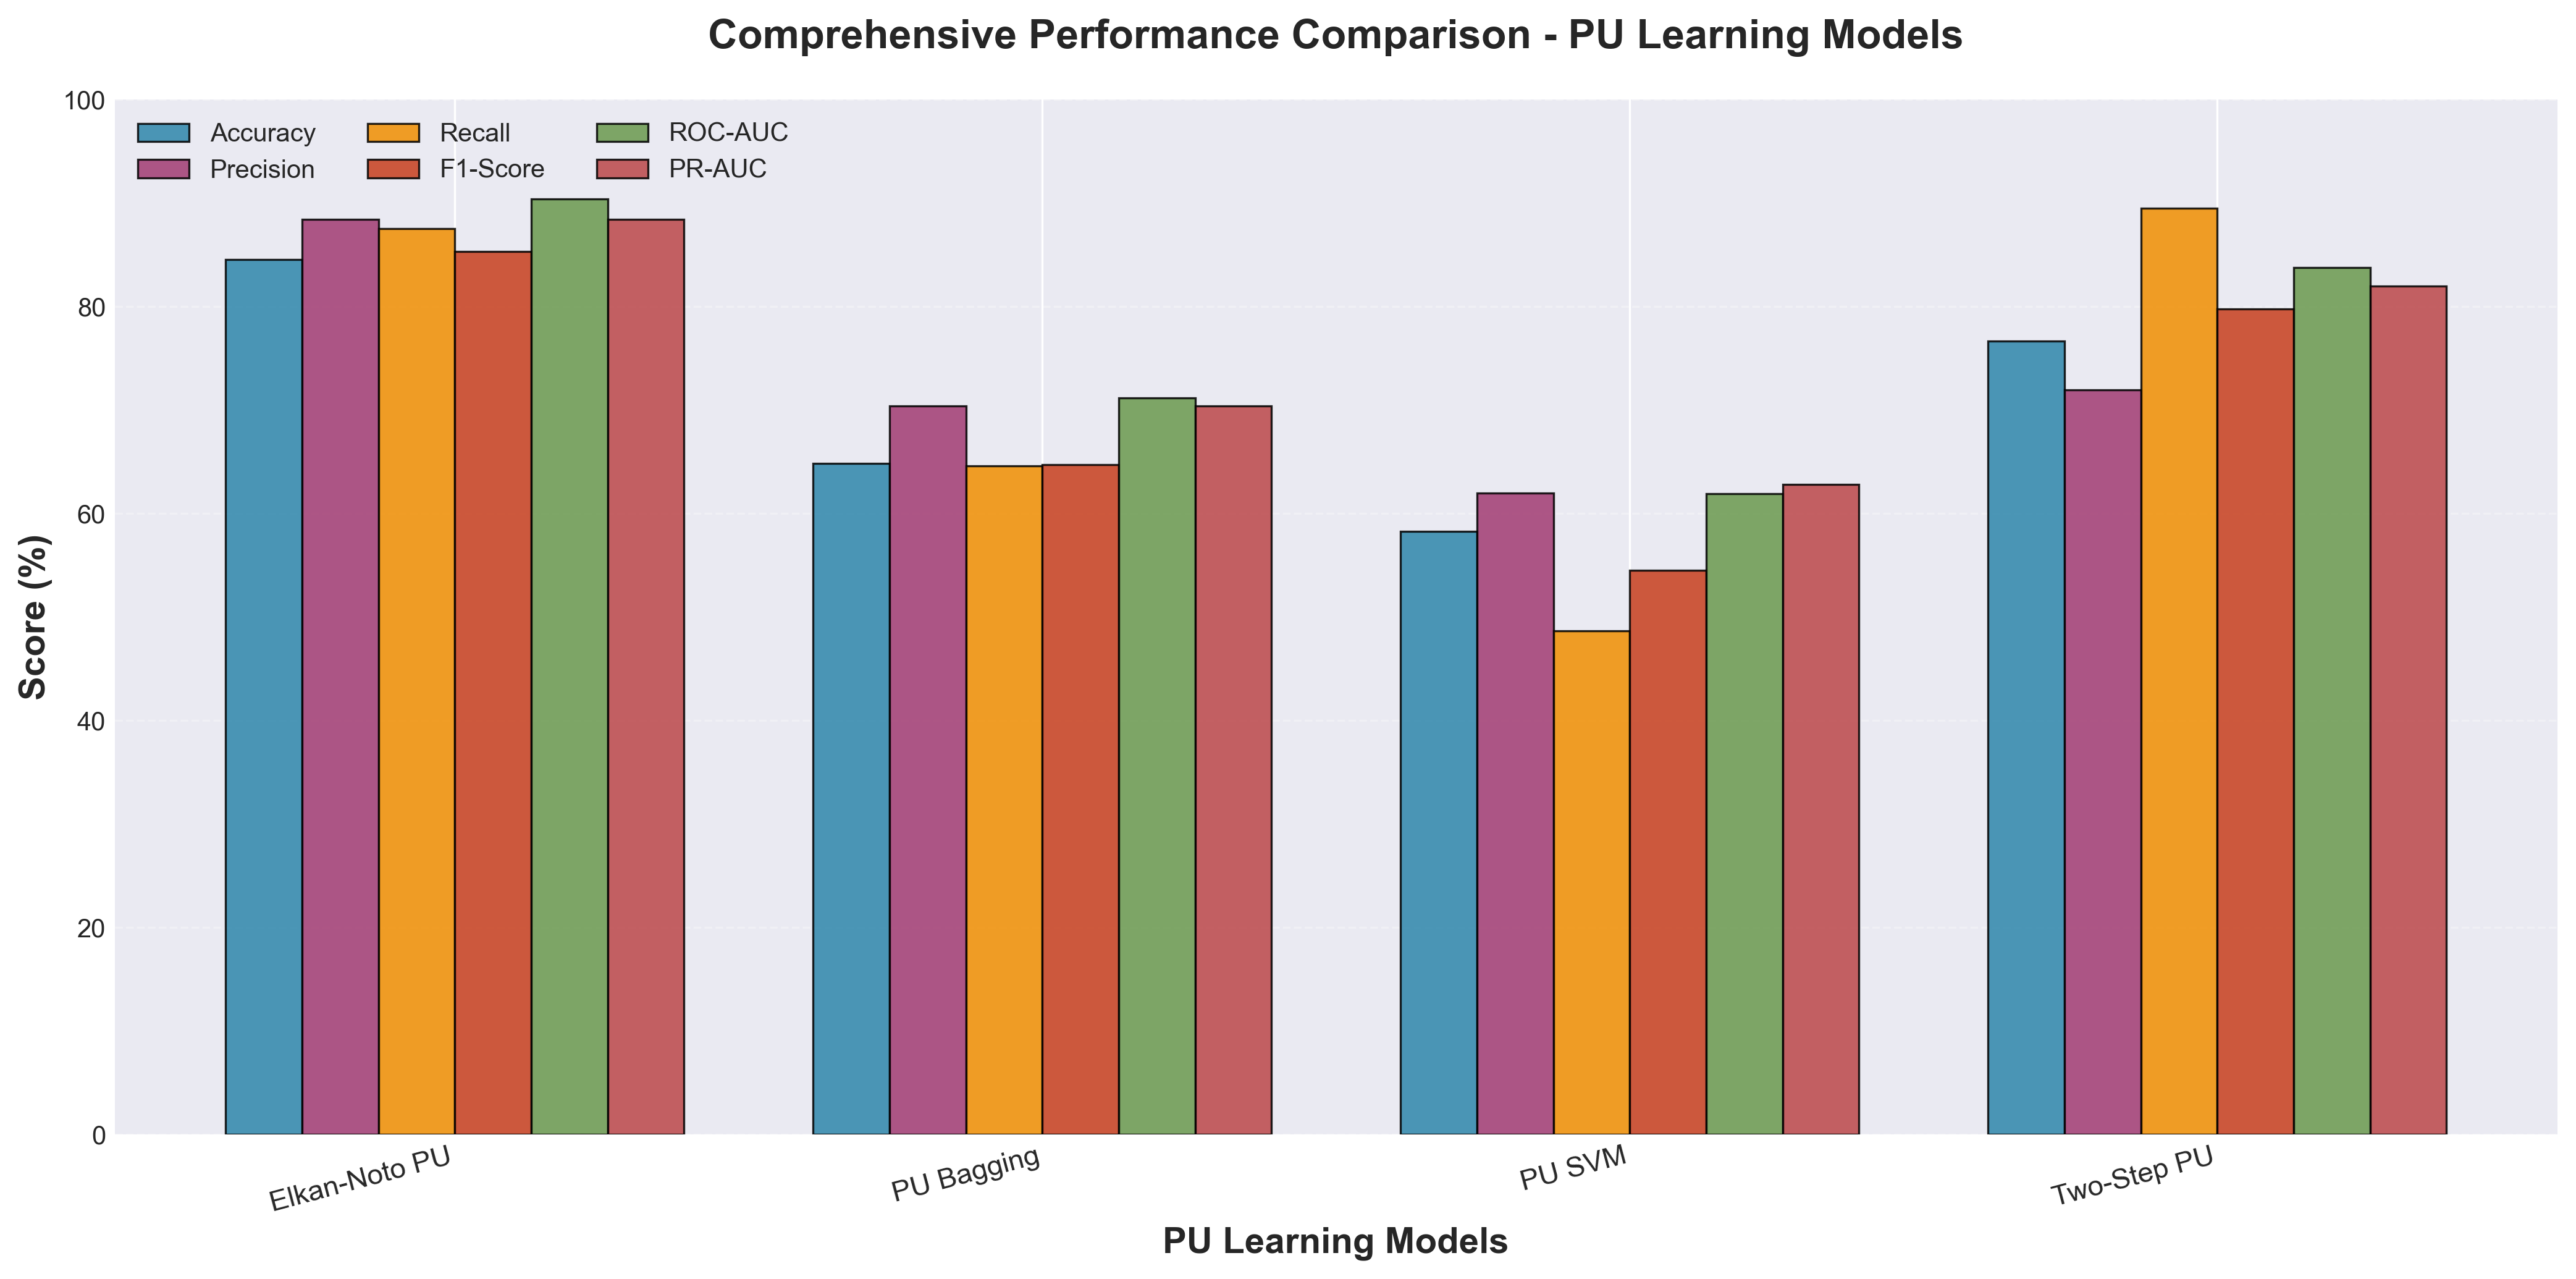 Comprehensive Performance Comparison - PU Learning Models
Accuracy
Precision
Recall
F1-Score
ROC-AUC
PR-AUC
Score (%)
100
80
60
40
20
0
Elkan-Noto PU
PU Bagging
PU SVM
Two-Step PU
PU Learning Models